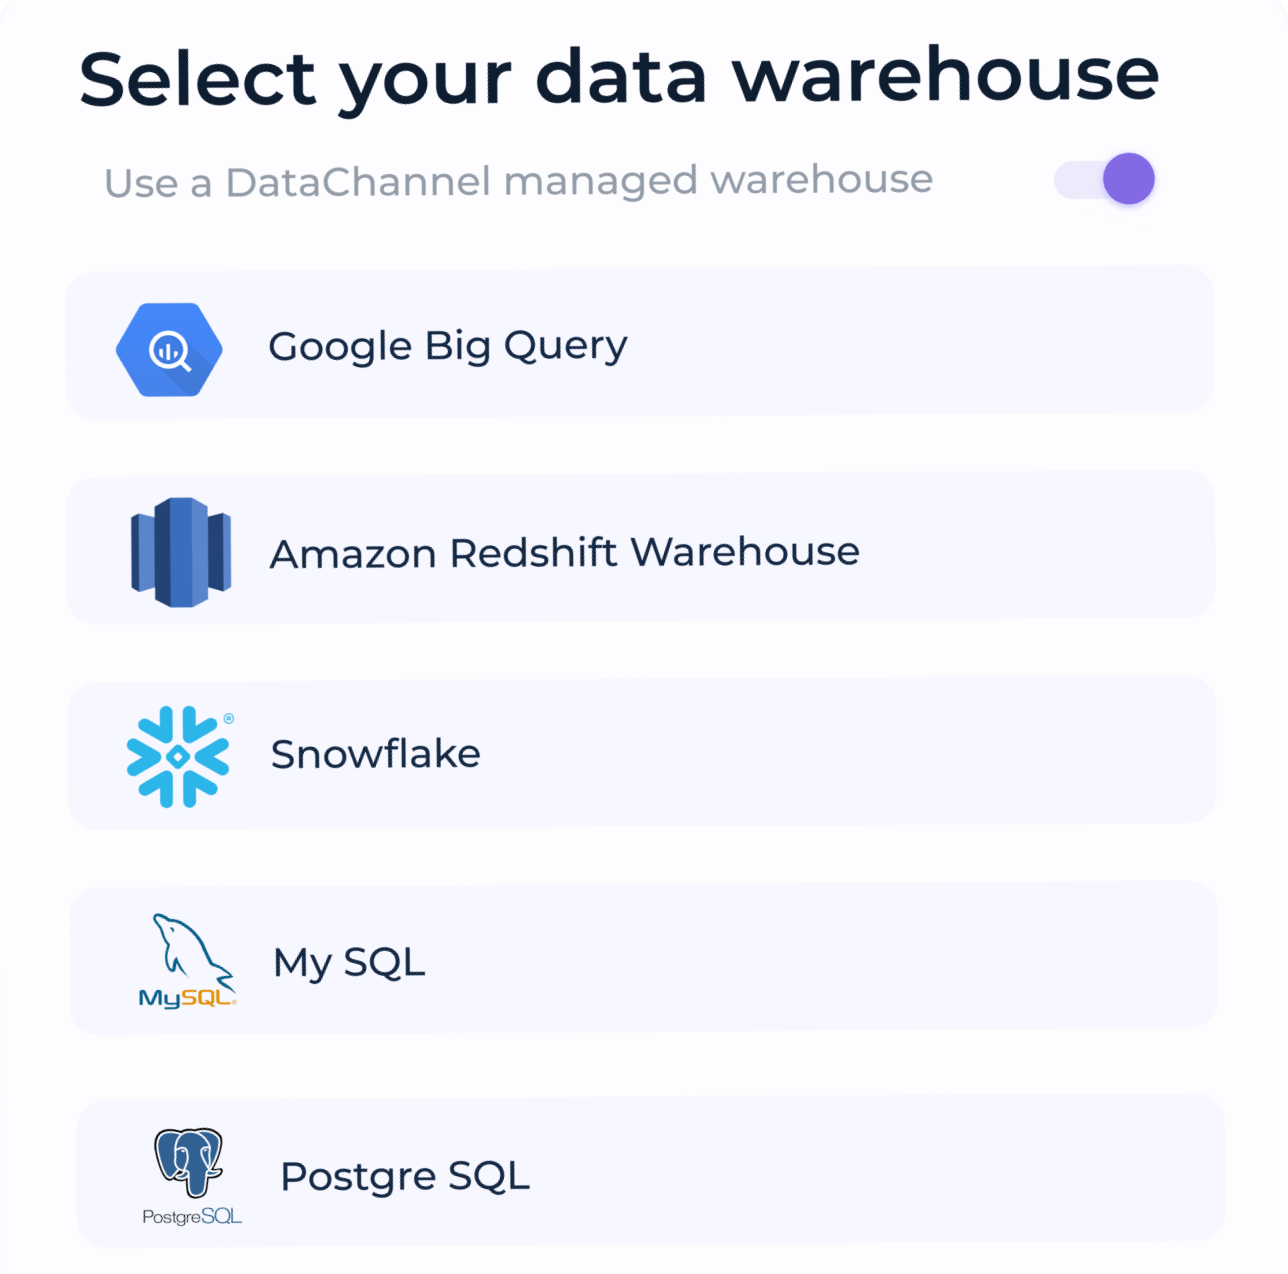 Select your data warehouse
Use a DataChannel managed warehouse
Google Big Query
Amazon Redshift Warehouse
®
Snowflake
My SQL
MySQL®
Postgre SQL
PostgreSQL